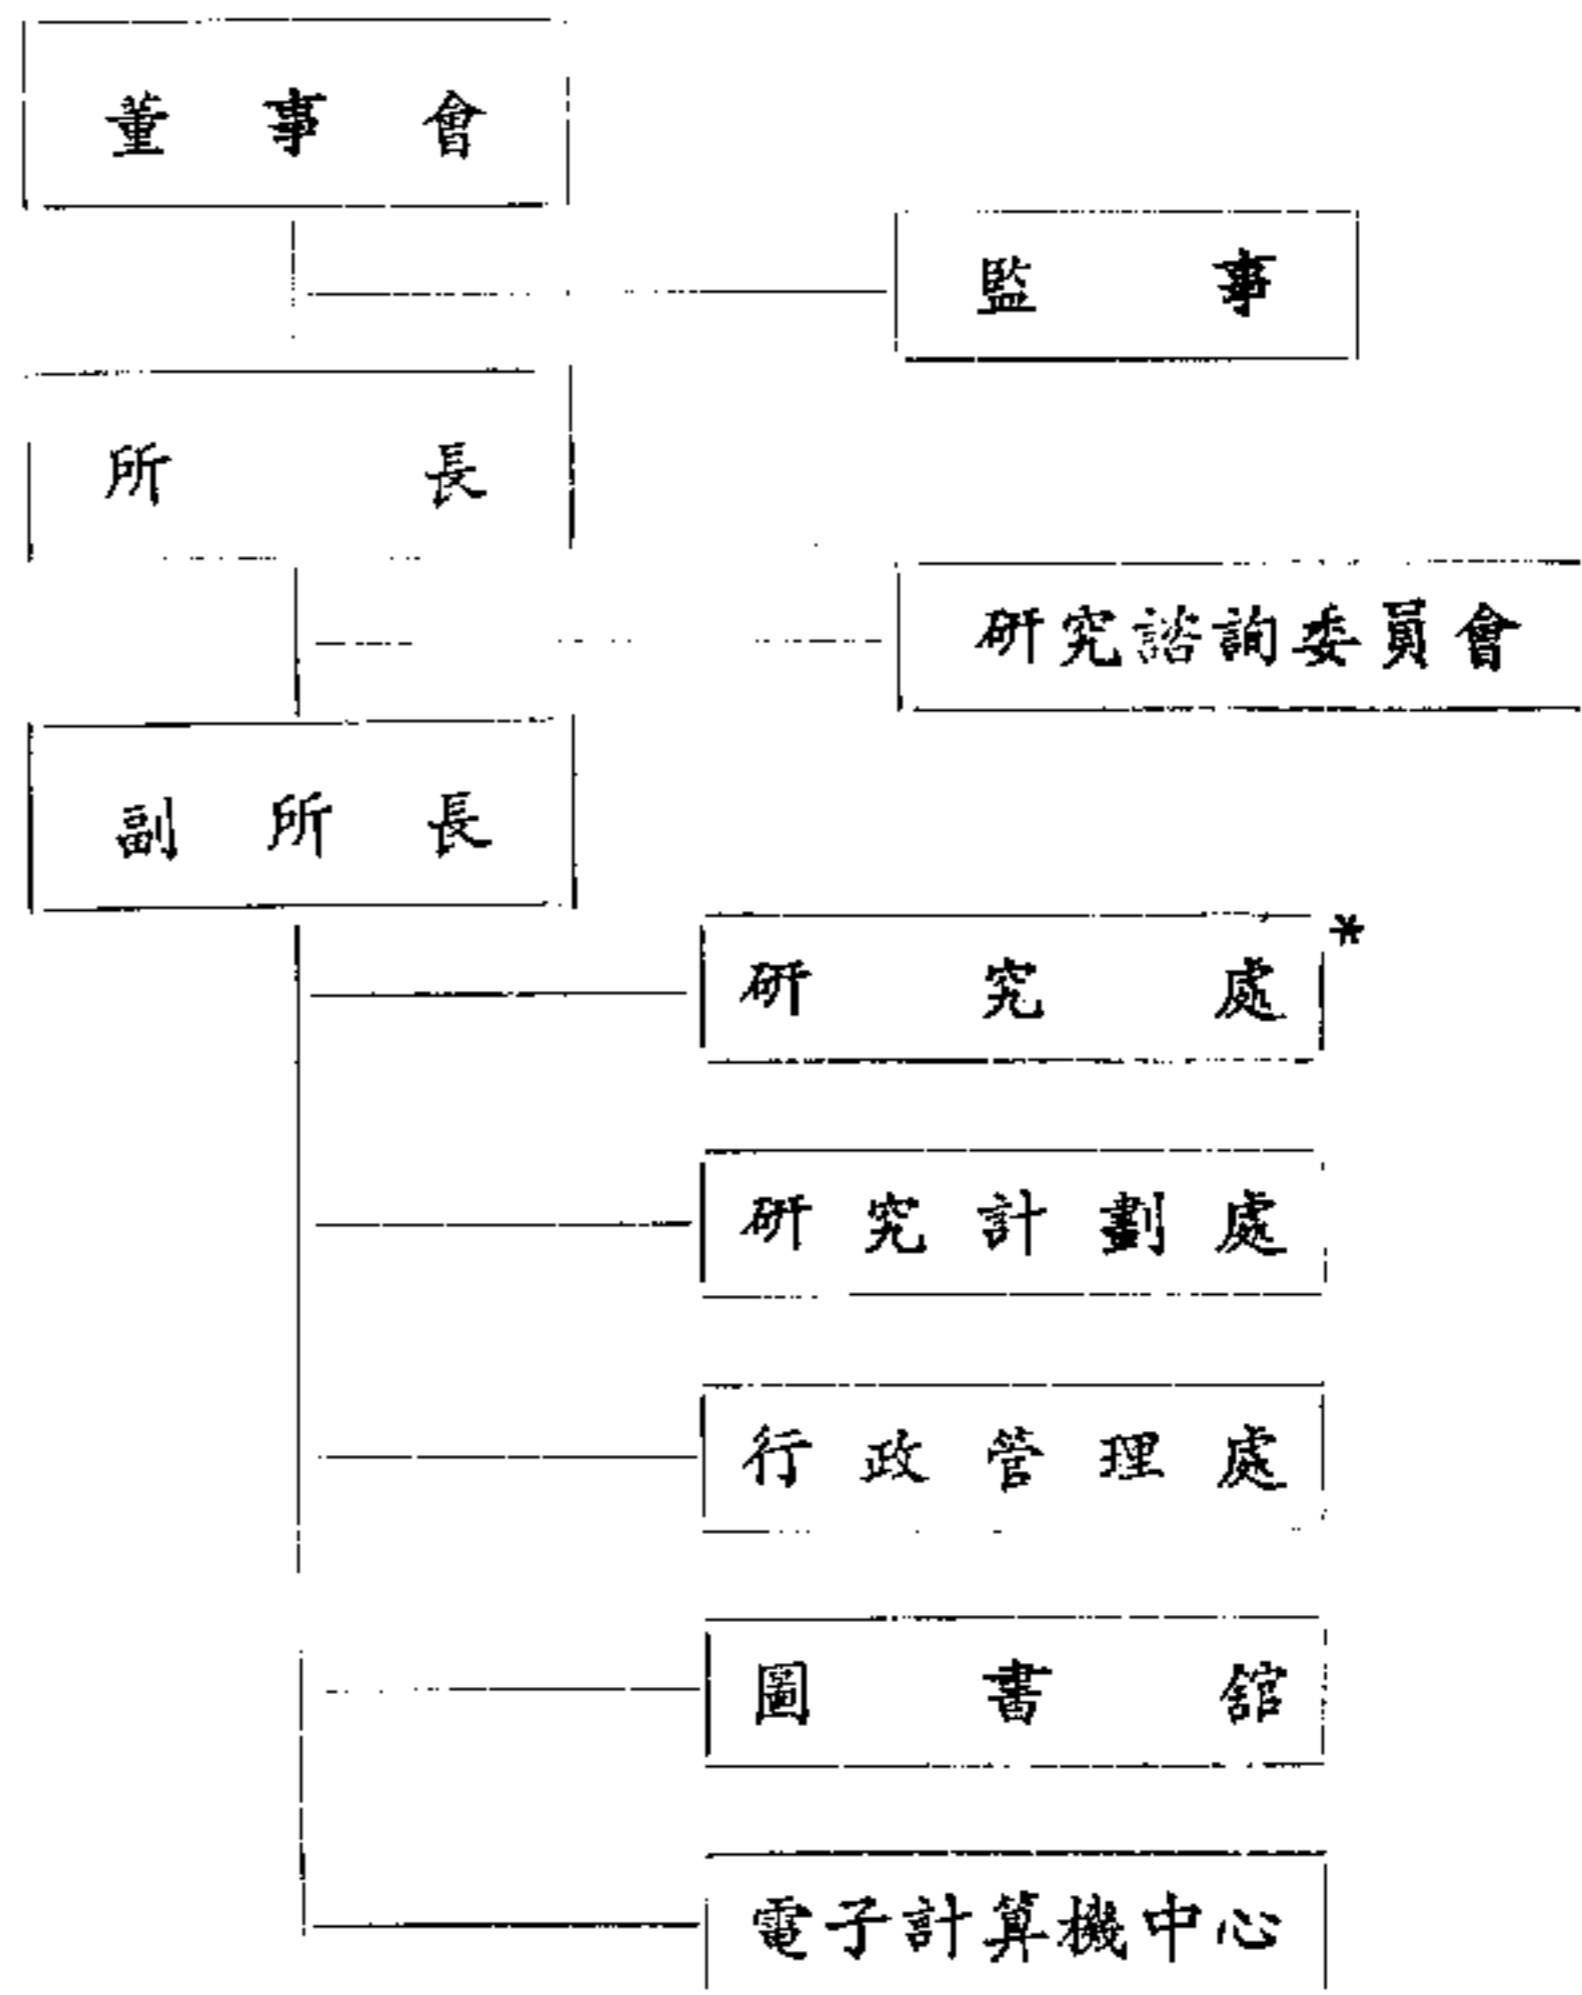 董事會
監事
所長
研究諮詢委員會
副所長
研究處*
研究計劃處
行政管理處
圖書館
電子計算機中心